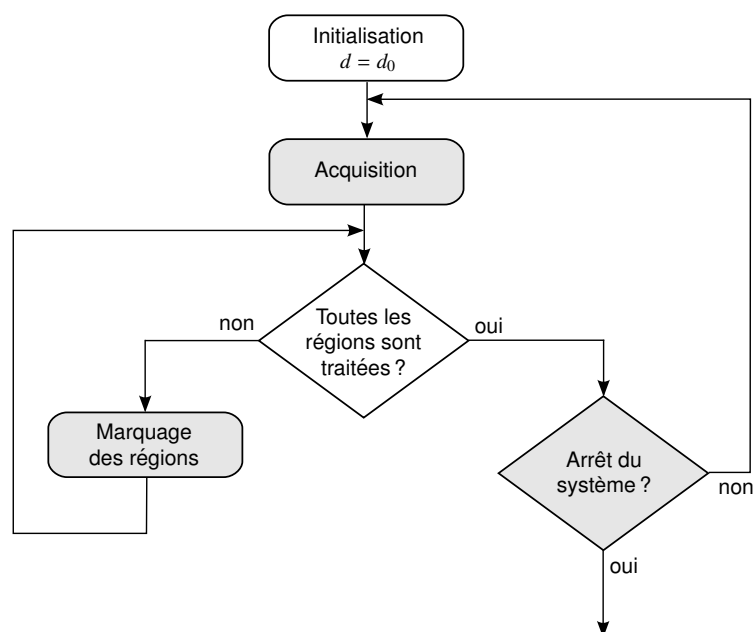 Initialisation
d = d₀
Acquisition
non
Toutes les
régions sont
traitées ?
oui
Marquage
des régions
Arrêt du
système ?
non
oui